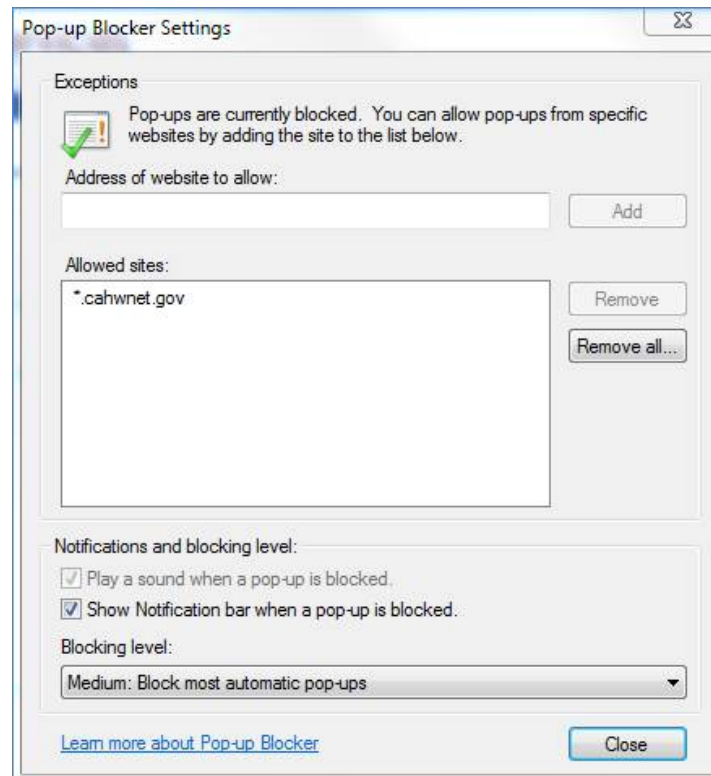 Pop-up Blocker Settings
Exceptions
Pop-ups are currently blocked. You can allow pop-ups from specific
websites by adding the site to the list below.
Address of website to allow:
Add
Allowed sites:
*.cahwnet.gov
Remove
Remove all...
Notifications and blocking level:
Play a sound when a pop-up is blocked.
Show Notification bar when a pop-up is blocked.
Blocking level:
Medium: Block most automatic pop-ups
Learn more about Pop-up Blocker
Close